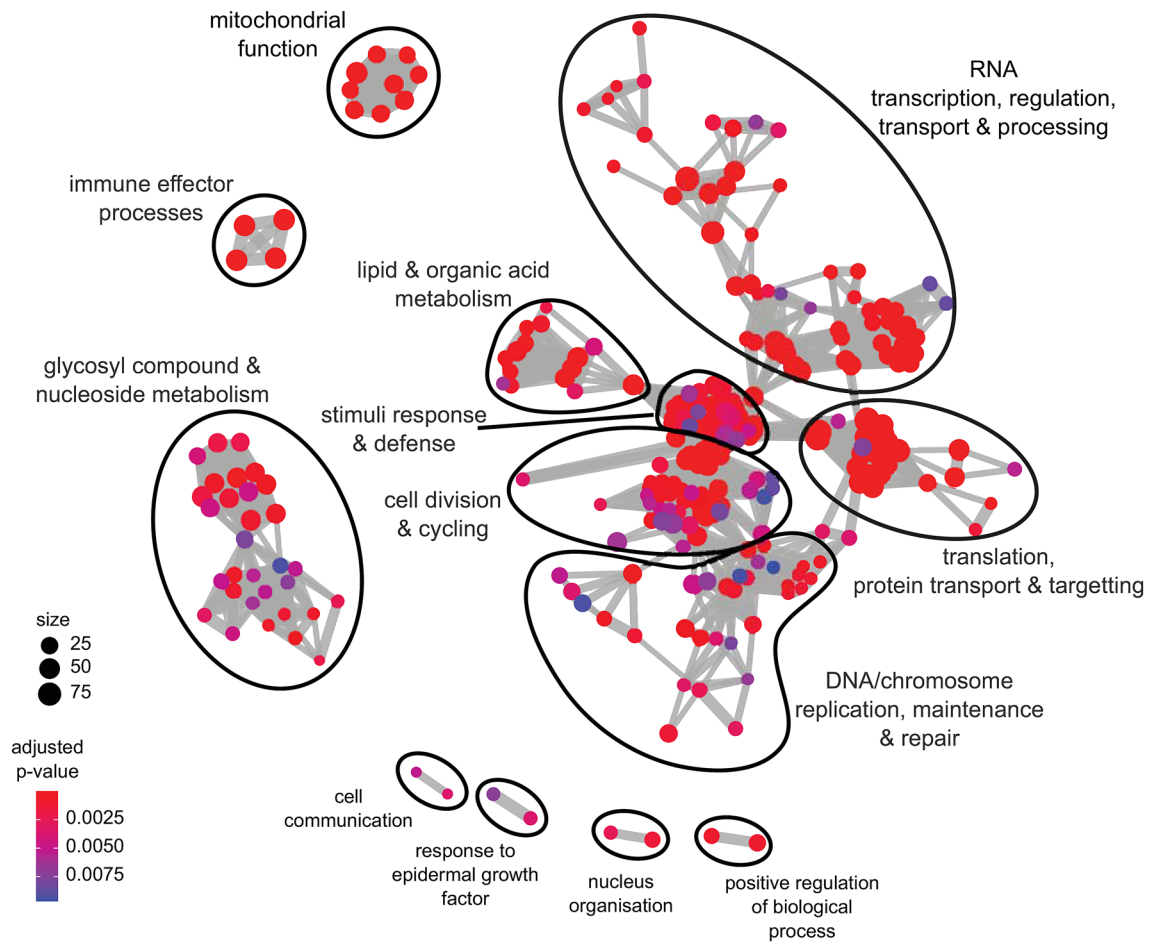 mitochondrial
function
RNA
transcription, regulation,
transport & processing
immune effector
processes
lipid & organic acid
metabolism
glycosyl compound &
nucleoside metabolism
stimuli response
& defense
cell division
& cycling
translation,
protein transport & targetting
size
25
50
75
DNA/chromosome
replication, maintenance
& repair
adjusted
p-value
0.0025
0.0050
0.0075
cell
communication
response to
epidermal growth
factor
nucleus
organisation
positive regulation
of biological
process